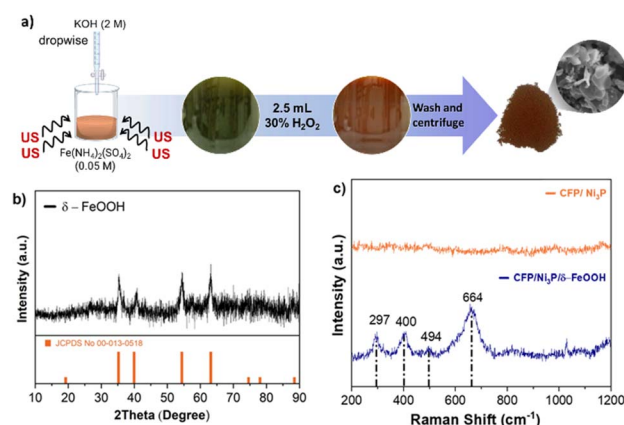 a)
KOH (2 M)
dropwise
US
US
US
US
Fe(NH₄)₂(SO₄)₂
(0.05 M)
2.5 mL
30% H₂O₂
Wash and
centrifuge
b)
δ – FeOOH
Intensity (a.u.)
JCPDS No 00-013-0518
10 20 30 40 50 60 70 80 90
2Theta (Degree)
c)
CFP/ Ni₃P
CFP/Ni₃P/δ-FeOOH
297
400
494
664
Intensity (a.u.)
200 400 600 800 1000 1200
Raman Shift (cm⁻¹)